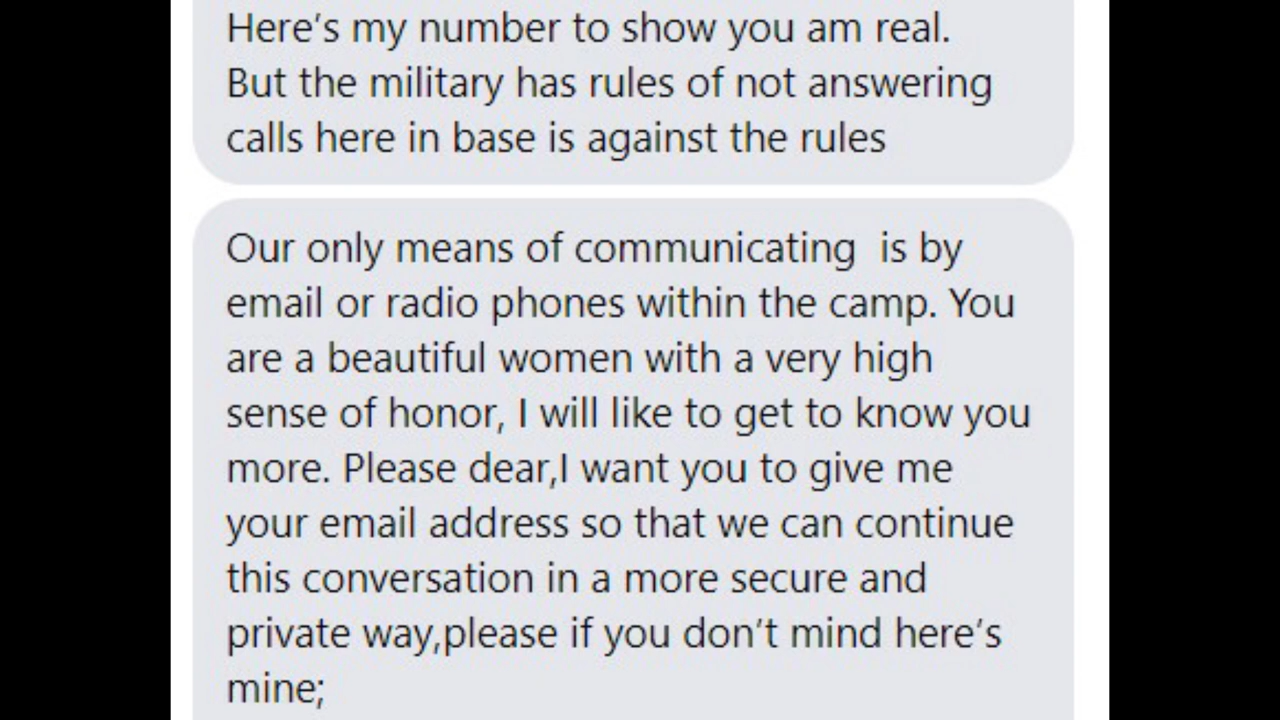 Here's my number to show you am real.
But the military has rules of not answering
calls here in base is against the rules
Our only means of communicating  is by
email or radio phones within the camp. You
are a beautiful women with a very high
sense of honor, I will like to get to know you
more. Please dear,I want you to give me
your email address so that we can continue
this conversation in a more secure and
private way,please if you don't mind here's
mine;